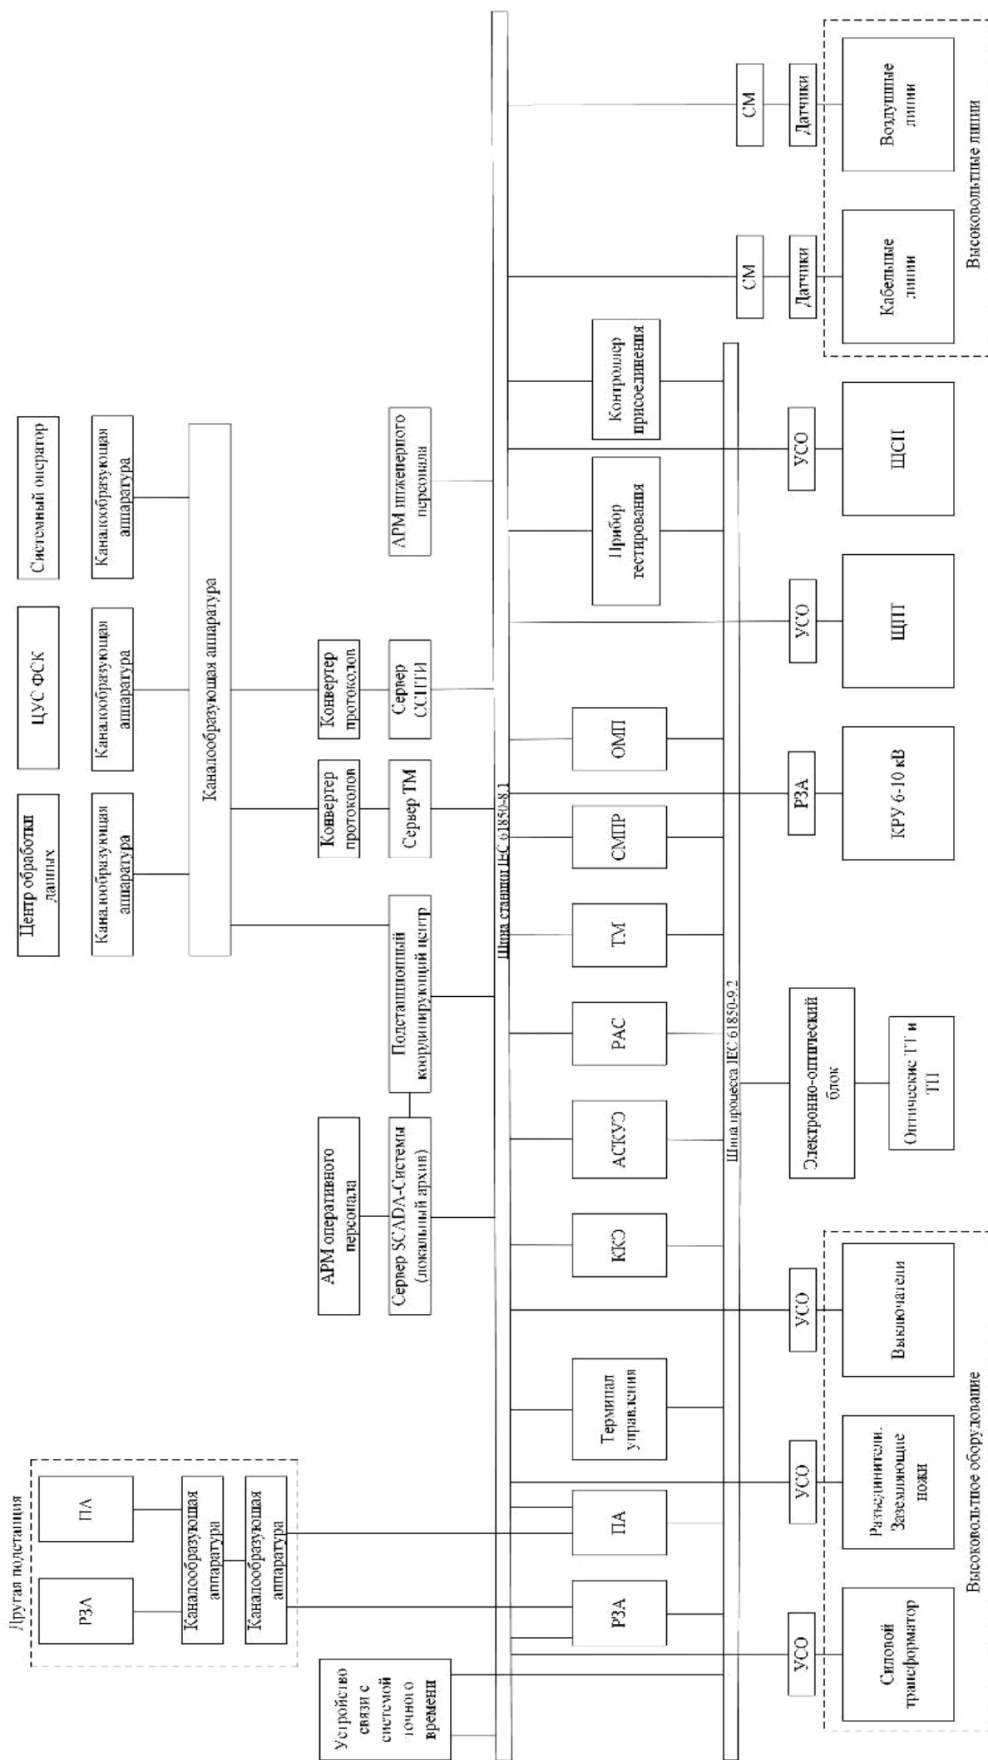 Другая подстанция
РЗА
ПА
Каналообразующая
аппаратура
Каналообразующая
аппаратура
Центр обработки
данных
ЦУС ФСК
Системный оператор
Каналообразующая
аппаратура
Каналообразующая
аппаратура
Каналообразующая
аппаратура
Каналообразующая аппаратура
Устройство
связи с
системой
точного
времени
АРМ оперативного
персонала
Конвертер
протоколов
Конвертер
протоколов
Сервер SCADA-Системы
(локальный архив)
Подстанционный
координирующий центр
Сервер ТМ
Сервер
ССПТИ
АРМ инженерного
персонала
Шина станции IEC 61850-8.1
РЗА
ПА
Терминал
управления
ККЭ
АСКУЭ
РАС
ТМ
СМПР
ОМП
Прибор
тестирования
Контроллер
присоединения
Шина процесса IEC 61850-9.2
УСО
УСО
УСО
Электронно-оптический
блок
РЗА
УСО
УСО
СМ
СМ
Датчики
Датчики
Силовой
трансформатор
Разъединители.
Заземляющие
ножи
Выключатели
Оптические ТТ и
ТН
КРУ 6-10 кВ
ЩПТ
ЩСН
Кабельные
линии
Воздушные
линии
Высоковольтное оборудование
Высоковольтные линии